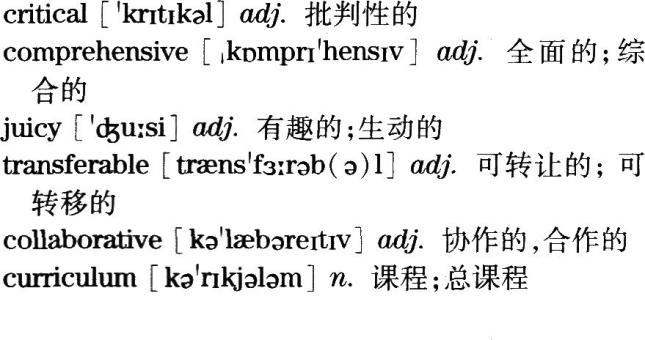 critical [ˈkrɪtɪkəl] adj. 批判性的
comprehensive [ˌkɒmprɪˈhensɪv] adj. 全面的；综
合的
juicy [ˈdʒuːsi] adj. 有趣的；生动的
transferable [trænsˈfɜːrəb(ə)l] adj. 可转让的；可
转移的
collaborative [kəˈlæbəreɪtɪv] adj. 协作的，合作的
curriculum [kəˈrɪkjələm] n. 课程；总课程